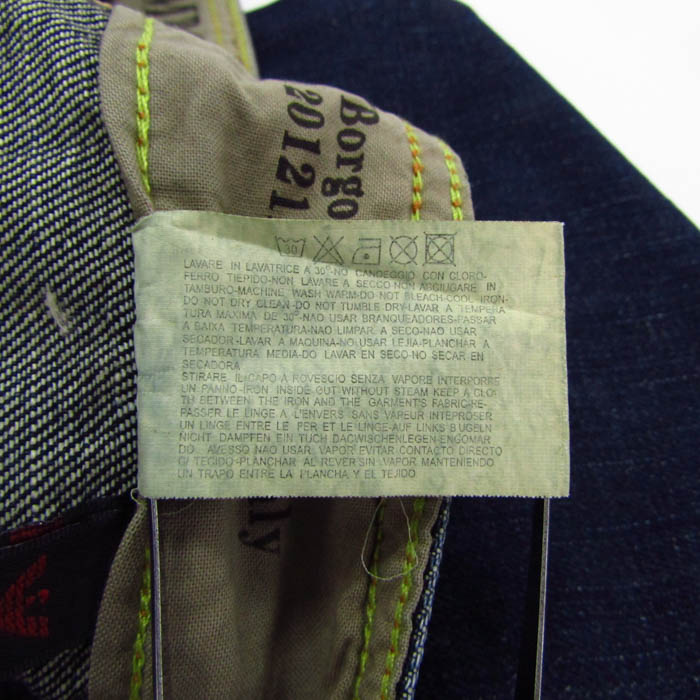 Borgo
20121
30
LAVARE IN LAVATRICE A 30°-NO CANDEGGIO CON CLORO-
FERRO TIEPIDO-NON LAVARE A SECCO-NON ASCIUGARE IN
TAMBURO-MACHINE WASH WARM-DO NOT BLEACH-COOL IRON-
DO NOT DRY CLEAN-DO NOT TUMBLE DRY-LAVAR A TEMPERA
TURA MAXIMA DE 30°-NAO USAR BRANQUEADORES-PASSAR
A BAIXA TEMPERATURA-NAO LIMPAR A SECO-NAO USAR
SECADOR-LAVAR A MAQUINA-NO USAR LEJIA-PLANCHAR A
TEMPERATURA MEDIA-DO LAVAR EN SECO-NO SECAR EN
SECADORA
STIRARE IL CAPO A ROVESCIO SENZA VAPORE INTERPORRE
UN PANNO-IRON INSIDE OUT WITHOUT STEAM KEEP A CLO
TH BETWEEN THE IRON AND THE GARMENT'S FABRIC-RE-
PASSER LE LINGE A L'ENVERS SANS VAPEUR INTEPROSER
UN LINGE ENTRE LE FER ET LE LINGE-AUF LINKS BUGELN
NICHT DAMPFEN EIN TUCH DACWISCHENLEGEN-ENGOMAR
DO AVESSO NAO USAR VAPOR EVITAR CONTACTO DIRECTO
C/ TECIDO-PLANCHAR AL REVER SIN VAPOR MANTENIENDO
UN TRAPO ENTRE LA PLANCHA Y EL TEJIDO